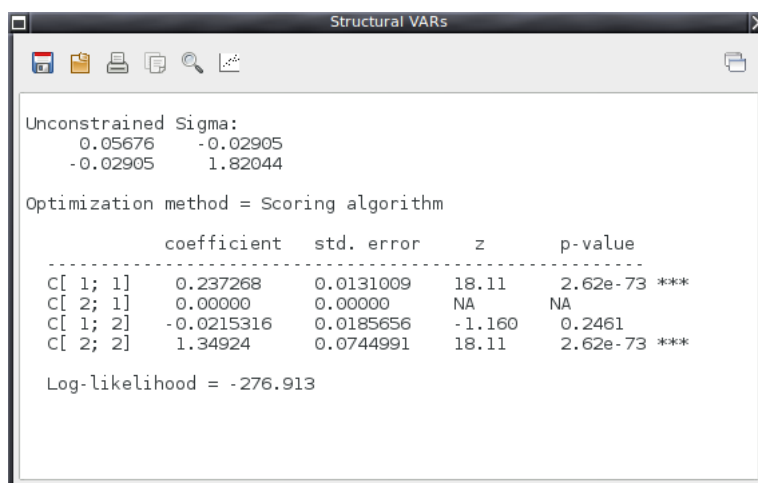 Structural VARs
Unconstrained Sigma:
0.05676 -0.02905
-0.02905 1.82044
Optimization method = Scoring algorithm
coefficient std. error z p-value
-------------------------------------------------------
C[ 1; 1] 0.237268 0.0131009 18.11 2.62e-73 ***
C[ 2; 1] 0.00000 0.00000 NA NA
C[ 1; 2] -0.0215316 0.0185656 -1.160 0.2461
C[ 2; 2] 1.34924 0.0744991 18.11 2.62e-73 ***
Log-likelihood = -276.913